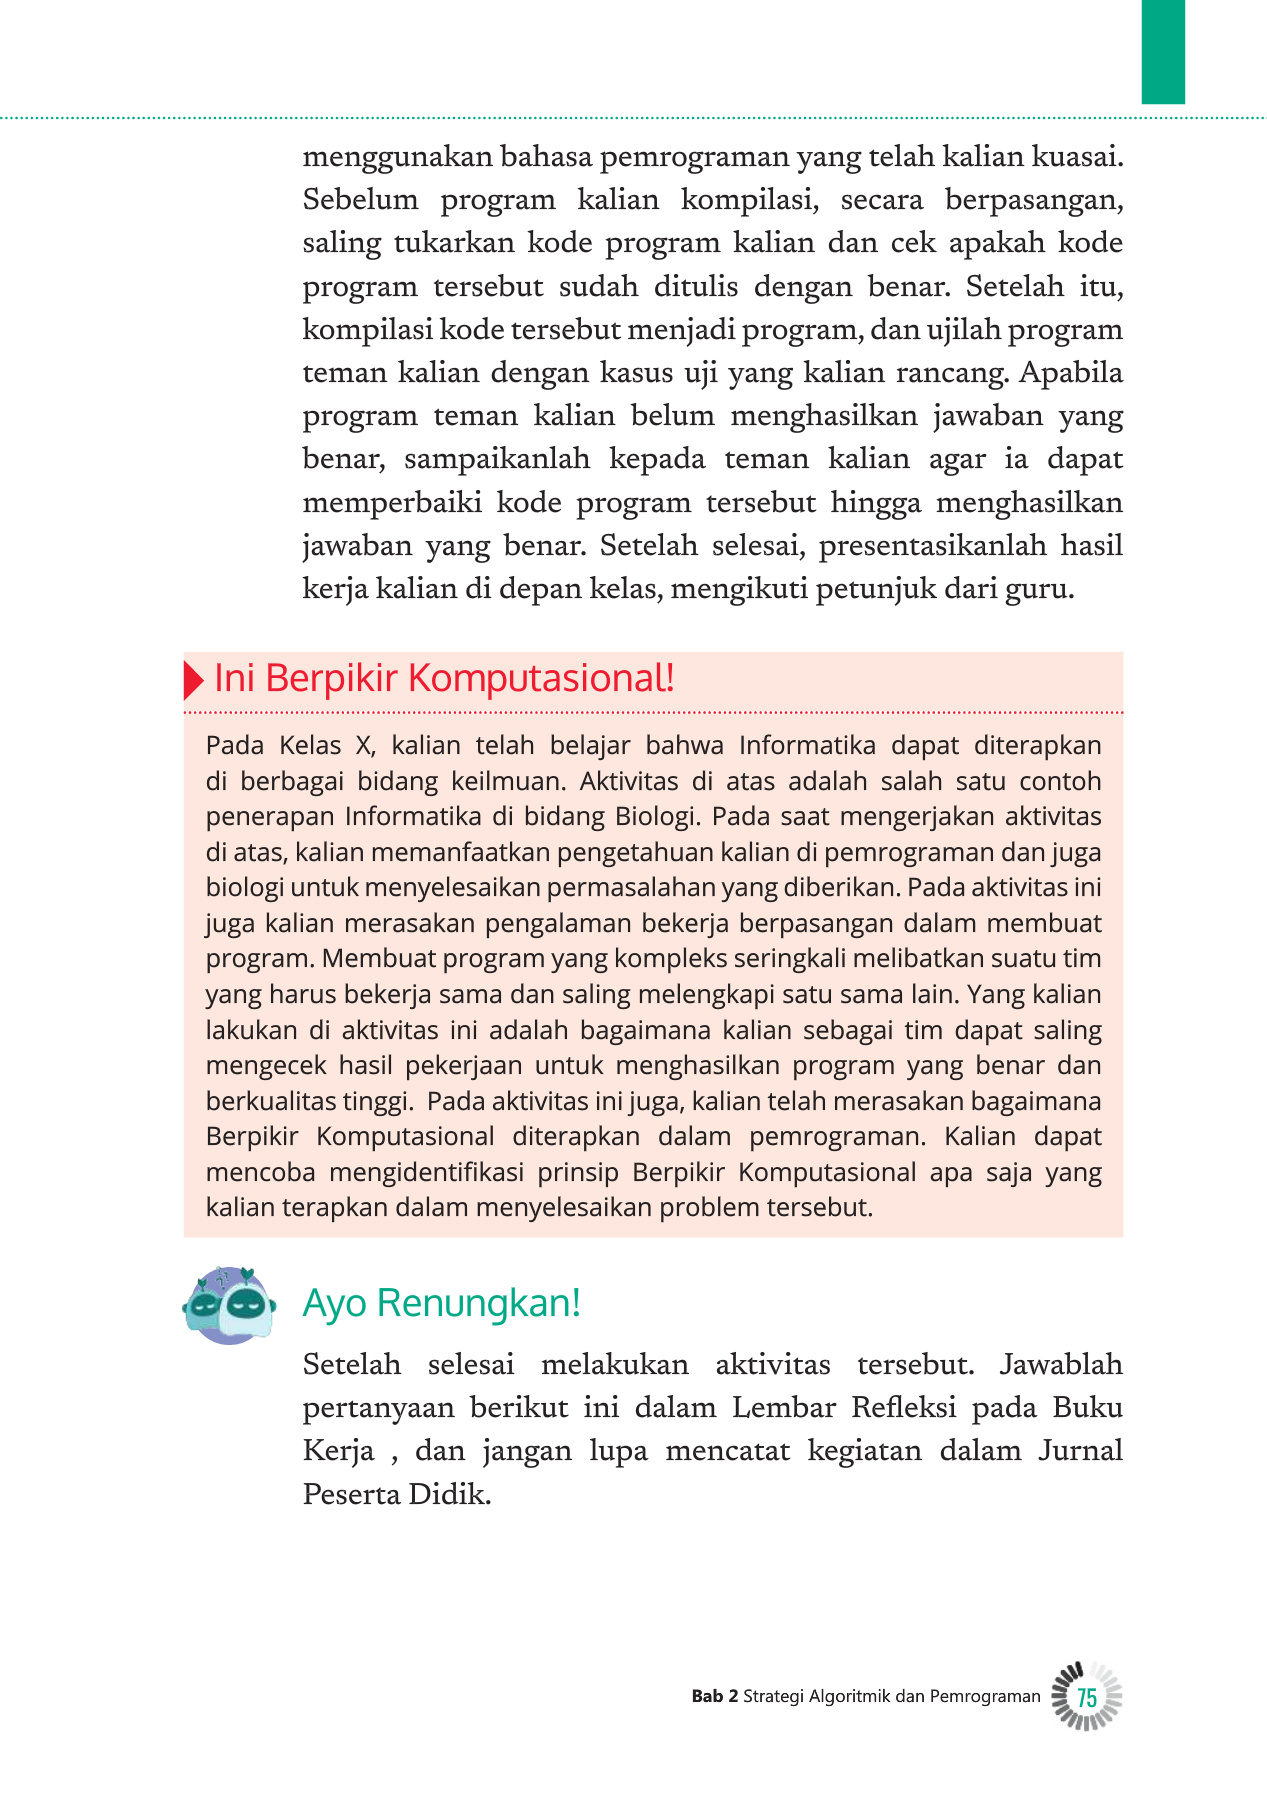 menggunakan bahasa pemrograman yang telah kalian kuasai.
Sebelum program kalian kompilasi, secara berpasangan,
saling tukarkan kode program kalian dan cek apakah kode
program tersebut sudah ditulis dengan benar. Setelah itu,
kompilasi kode tersebut menjadi program, dan ujilah program
teman kalian dengan kasus uji yang kalian rancang. Apabila
program teman kalian belum menghasilkan jawaban yang
benar, sampaikanlah kepada teman kalian agar ia dapat
memperbaiki kode program tersebut hingga menghasilkan
jawaban yang benar. Setelah selesai, presentasikanlah hasil
kerja kalian di depan kelas, mengikuti petunjuk dari guru.
Ini Berpikir Komputasional!
Pada Kelas X, kalian telah belajar bahwa Informatika dapat diterapkan
di berbagai bidang keilmuan. Aktivitas di atas adalah salah satu contoh
penerapan Informatika di bidang Biologi. Pada saat mengerjakan aktivitas
di atas, kalian memanfaatkan pengetahuan kalian di pemrograman dan juga
biologi untuk menyelesaikan permasalahan yang diberikan. Pada aktivitas ini
juga kalian merasakan pengalaman bekerja berpasangan dalam membuat
program. Membuat program yang kompleks seringkali melibatkan suatu tim
yang harus bekerja sama dan saling melengkapi satu sama lain. Yang kalian
lakukan di aktivitas ini adalah bagaimana kalian sebagai tim dapat saling
mengecek hasil pekerjaan untuk menghasilkan program yang benar dan
berkualitas tinggi. Pada aktivitas ini juga, kalian telah merasakan bagaimana
Berpikir Komputasional diterapkan dalam pemrograman. Kalian dapat
mencoba mengidentifikasi prinsip Berpikir Komputasional apa saja yang
kalian terapkan dalam menyelesaikan problem tersebut.
Ayo Renungkan!
Setelah selesai melakukan aktivitas tersebut. Jawablah
pertanyaan berikut ini dalam Lembar Refleksi pada Buku
Kerja , dan jangan lupa mencatat kegiatan dalam Jurnal
Peserta Didik.
Bab 2 Strategi Algoritmik dan Pemrograman 75